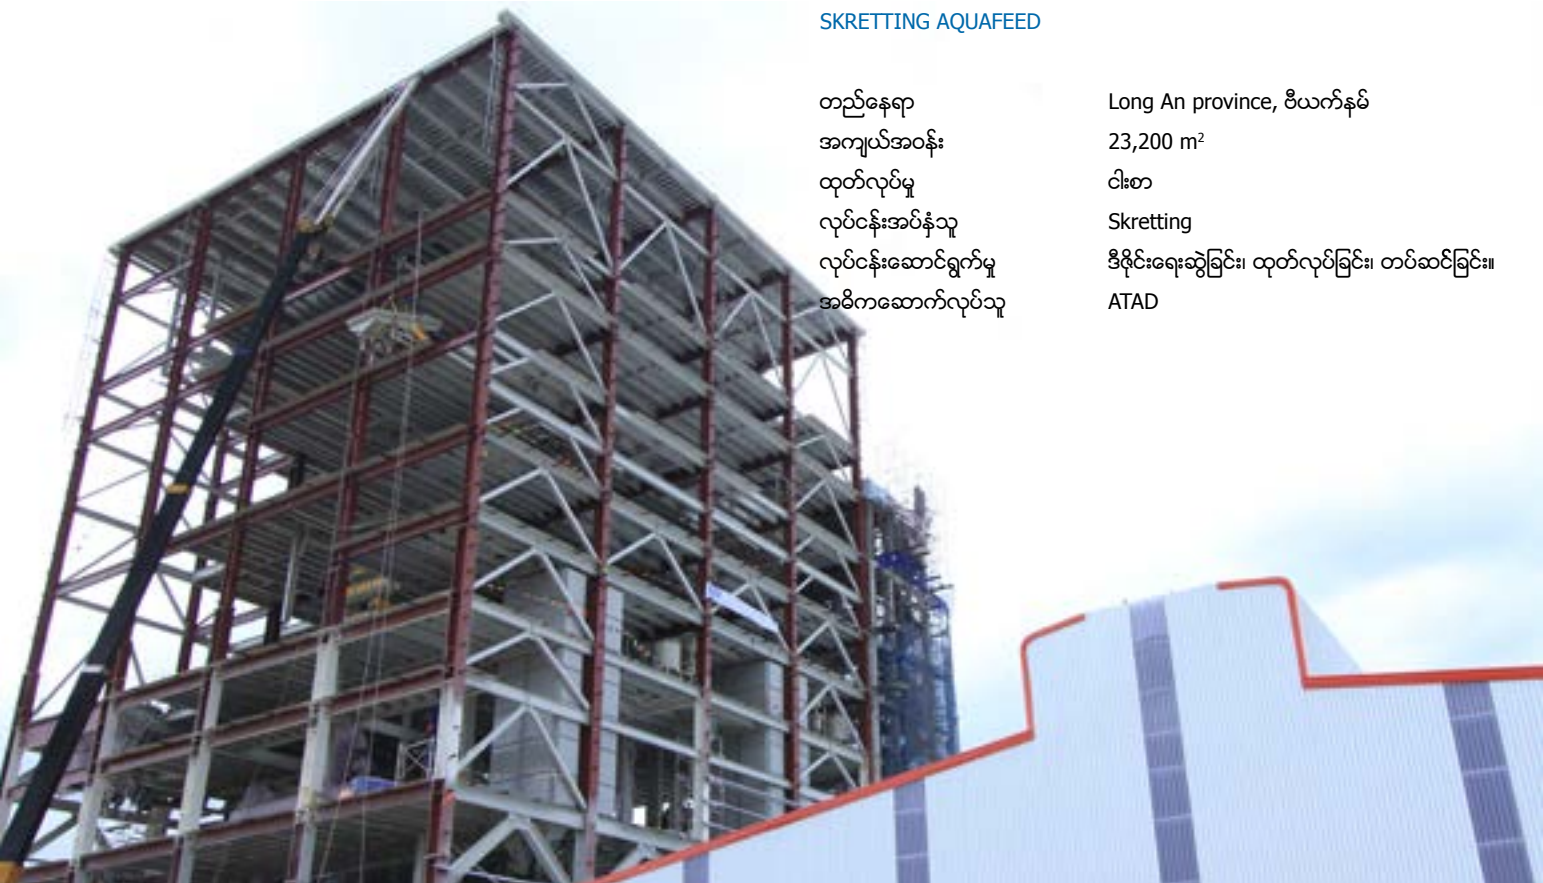 SKRETTING AQUAFEED
တည်နေရာ Long An province, ဗီယက်နမ်
အကျယ်အဝန်း 23,200 m²
ထုတ်လုပ်မှု ငါးစာ
လုပ်ငန်းအပ်နှံသူ Skretting
လုပ်ငန်းဆောင်ရွက်မှု ဒီဇိုင်းရေးဆွဲခြင်း၊ ထုတ်လုပ်ခြင်း၊ တပ်ဆင်ခြင်း။
အဓိကဆောက်လုပ်သူ ATAD